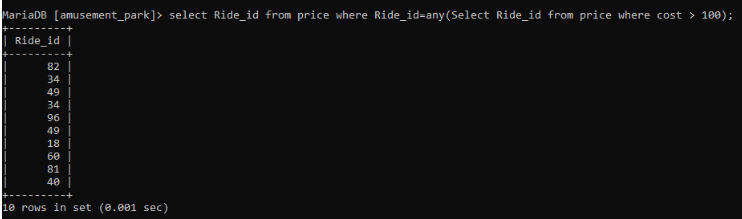 MariaDB [amusement_park]> select Ride_id from price where Ride_id=any(Select Ride_id from price where cost > 100);
+---------+
| Ride_id |
+---------+
|      82 |
|      34 |
|      49 |
|      34 |
|      96 |
|      49 |
|      18 |
|      60 |
|      81 |
|      40 |
+---------+
10 rows in set (0.001 sec)